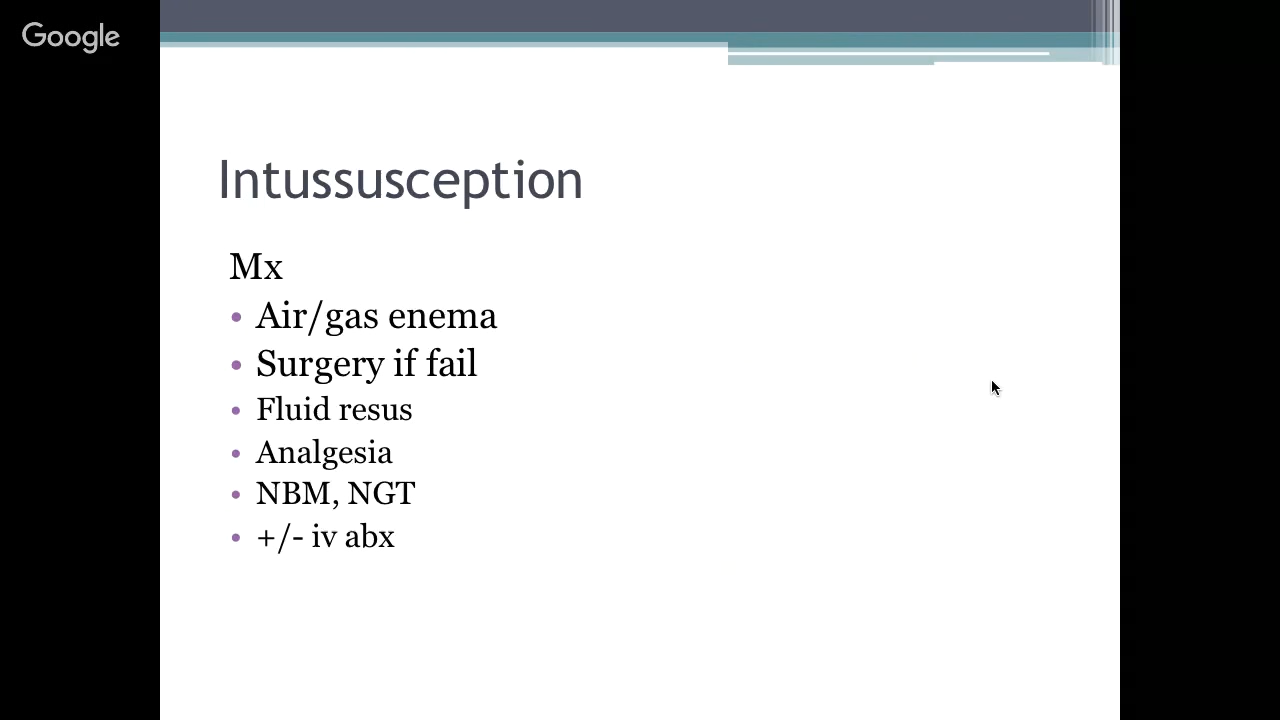 Google
Intussusception
Mx
• Air/gas enema
• Surgery if fail
• Fluid resus
• Analgesia
• NBM, NGT
• +/- iv abx